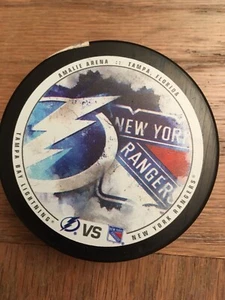 AMALIE ARENA :: TAMPA, FLORIDA
TAMPA BAY LIGHTNING®
NEW YORK
RANGERS
NEW YORK RANGERS®
VS